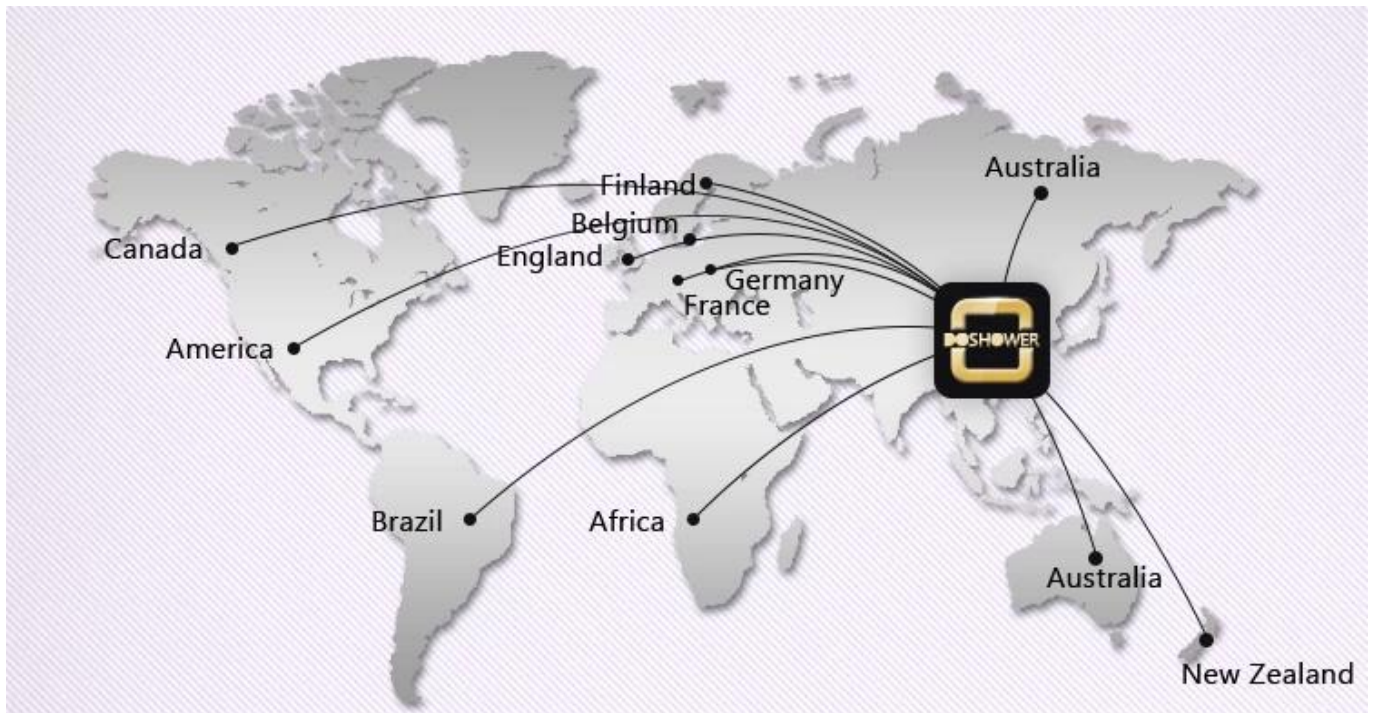 Australia
Finland
Belgium
Canada
England
Germany
France
DOSHOWER
America
Brazil
Africa
Australia
New Zealand